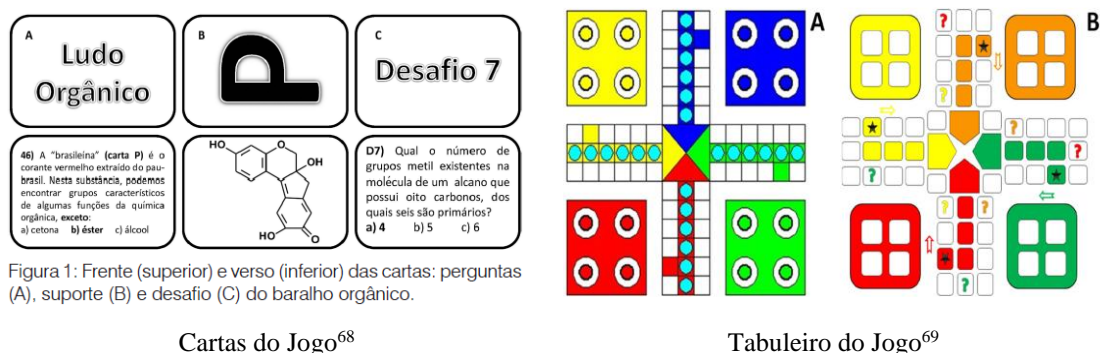 A
Ludo
Orgânico
B
P
C
Desafio 7
46) A "brasileína" (carta P) é o
corante vermelho extraído do pau-
brasil. Nesta substância, podemos
encontrar grupos característicos
de algumas funções da química
orgânica, exceto:
a) cetona b) éster c) álcool
HO
O
OH
HO
O
D7) Qual o número de
grupos metil existentes na
molécula de um alcano que
possui oito carbonos, dos
quais seis são primários?
a) 4 b) 5 c) 6
Figura 1: Frente (superior) e verso (inferior) das cartas: perguntas
(A), suporte (B) e desafio (C) do baralho orgânico.
Cartas do Jogo68
A
B
?
?
?
?
?
?
?
?
Tabuleiro do Jogo69